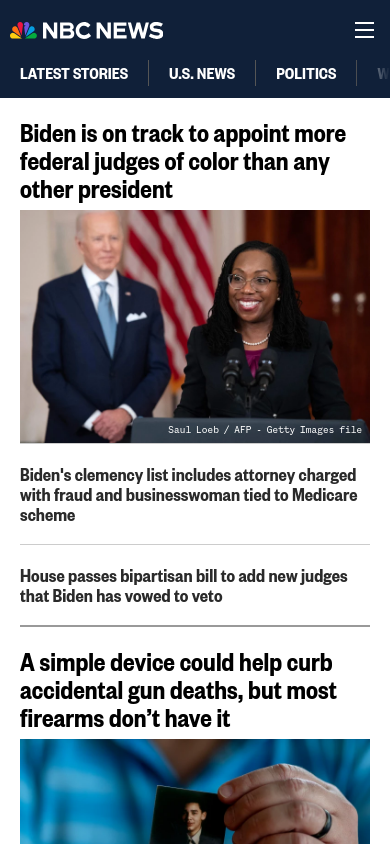 NBC NEWS
LATEST STORIES
U.S. NEWS
POLITICS
Biden is on track to appoint more
federal judges of color than any
other president
Saul Loeb / AFP - Getty Images file
Biden's clemency list includes attorney charged
with fraud and businesswoman tied to Medicare
scheme
House passes bipartisan bill to add new judges
that Biden has vowed to veto
A simple device could help curb
accidental gun deaths, but most
firearms don’t have it